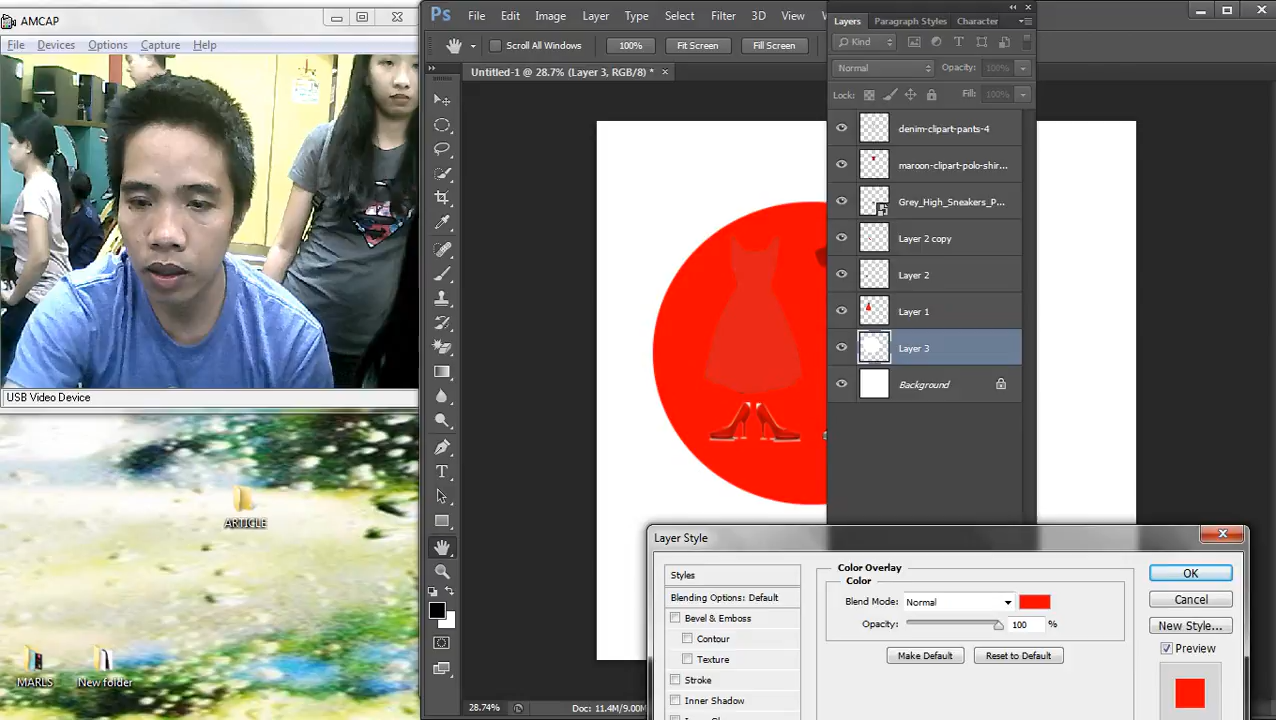 AMCAP
File Devices Options Capture Help
USB Video Device
ARTICLE
MARLS
New folder
Ps File Edit Image Layer Type Select Filter 3D View
Scroll All Windows 100% Fit Screen Fill Screen
Untitled-1 @ 28.7% (Layer 3, RGB/8) * ×
Layers Paragraph Styles Character
Kind
Normal Opacity: 100%
Lock: Fill: 100%
denim-clipart-pants-4
maroon-clipart-polo-shir...
Grey_High_Sneakers_P...
Layer 2 copy
Layer 2
Layer 1
Layer 3
Background
28.74% Doc: 11.4M/9.00M
Layer Style
Styles
Blending Options: Default
Bevel & Emboss
Contour
Texture
Stroke
Inner Shadow
Color Overlay
Color
Blend Mode: Normal
Opacity: 100 %
Make Default Reset to Default
OK
Cancel
New Style...
Preview